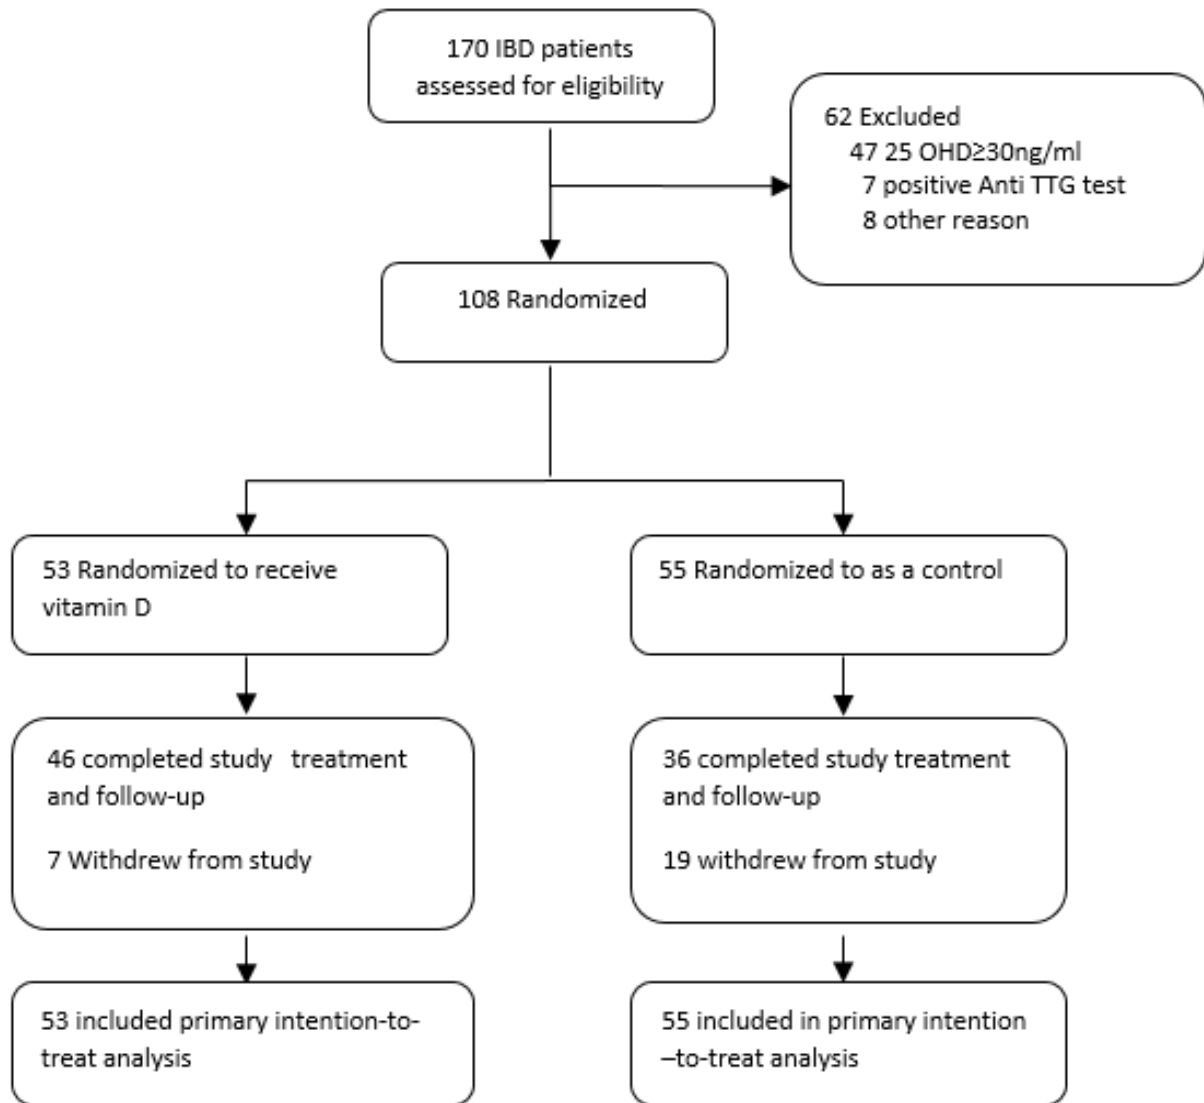 170 IBD patients
assessed for eligibility
62 Excluded
47 25 OHD≥30ng/ml
7 positive Anti TTG test
8 other reason
108 Randomized
53 Randomized to receive
vitamin D
55 Randomized to as a control
46 completed study treatment
and follow-up
7 Withdrew from study
36 completed study treatment
and follow-up
19 withdrew from study
53 included primary intention-to-
treat analysis
55 included in primary intention
–to-treat analysis